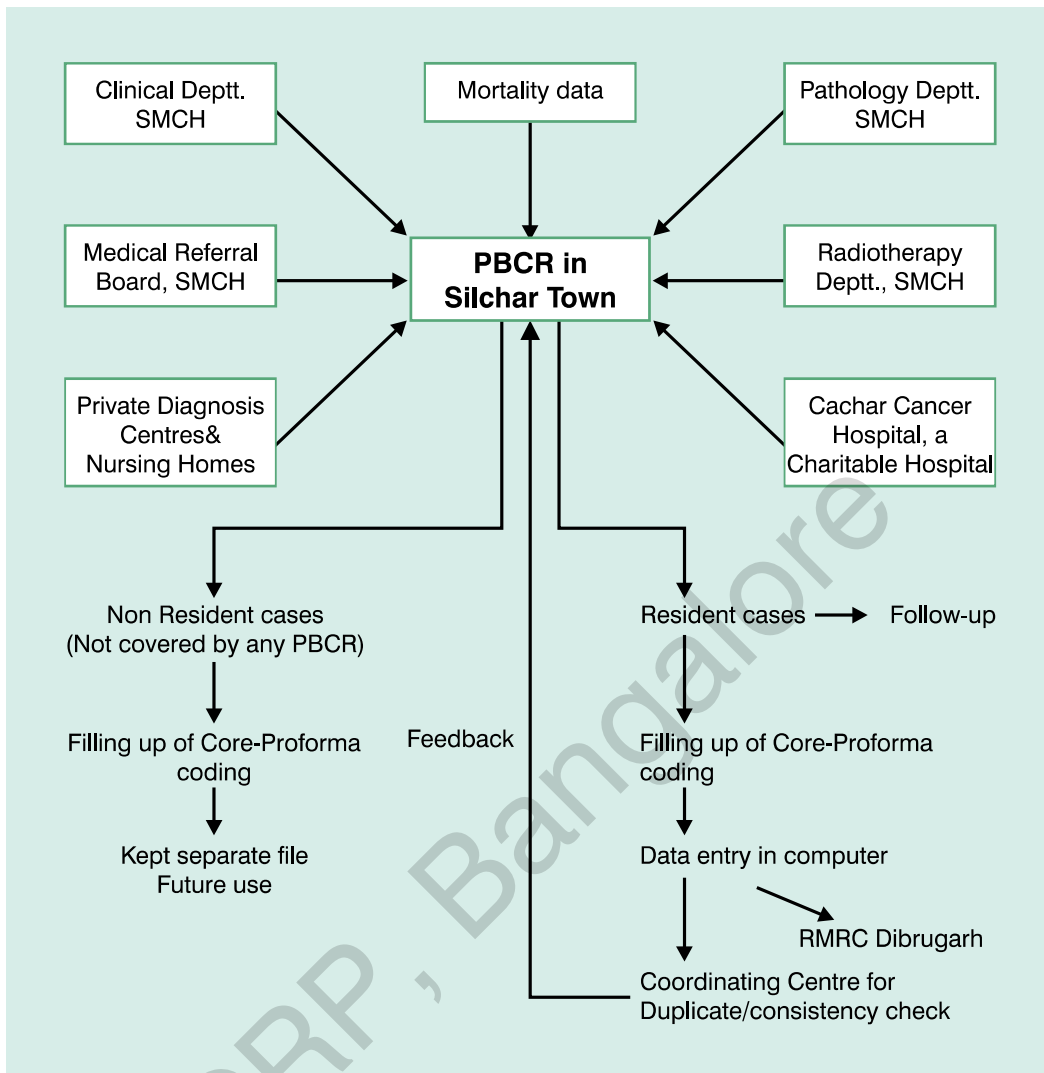 Clinical Deptt.
SMCH
Mortality data
Pathology Deptt.
SMCH
Medical Referral
Board, SMCH
PBCR in
Silchar Town
Radiotherapy
Deptt., SMCH
Private Diagnosis
Centres&
Nursing Homes
Cachar Cancer
Hospital, a
Charitable Hospital
Non Resident cases
(Not covered by any PBCR)
Resident cases
Follow-up
Filling up of Core-Proforma
coding
Feedback
Filling up of Core-Proforma
coding
Kept separate file
Future use
Data entry in computer
RMRC Dibrugarh
Coordinating Centre for
Duplicate/consistency check
RP , Bangalore